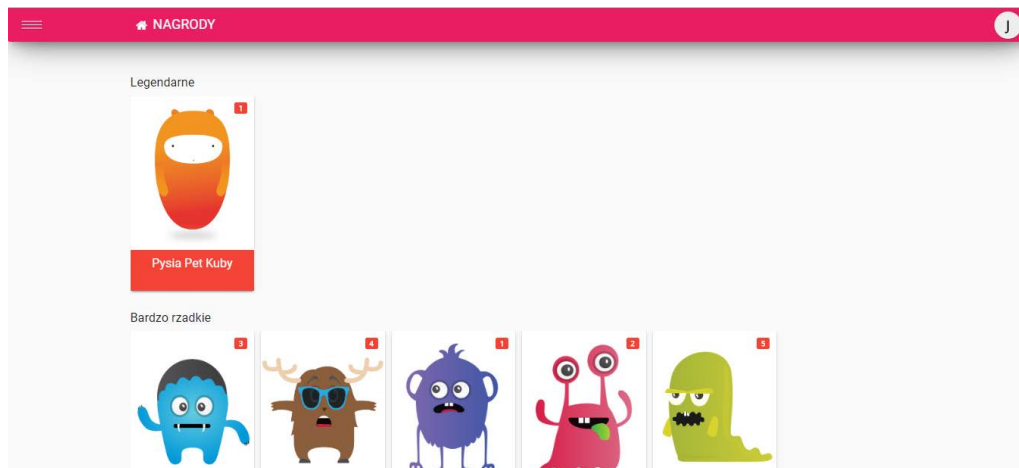 NAGRODY
J
Legendarne
1
Pysia Pet Kuby
Bardzo rzadkie
3 4 1 2 5